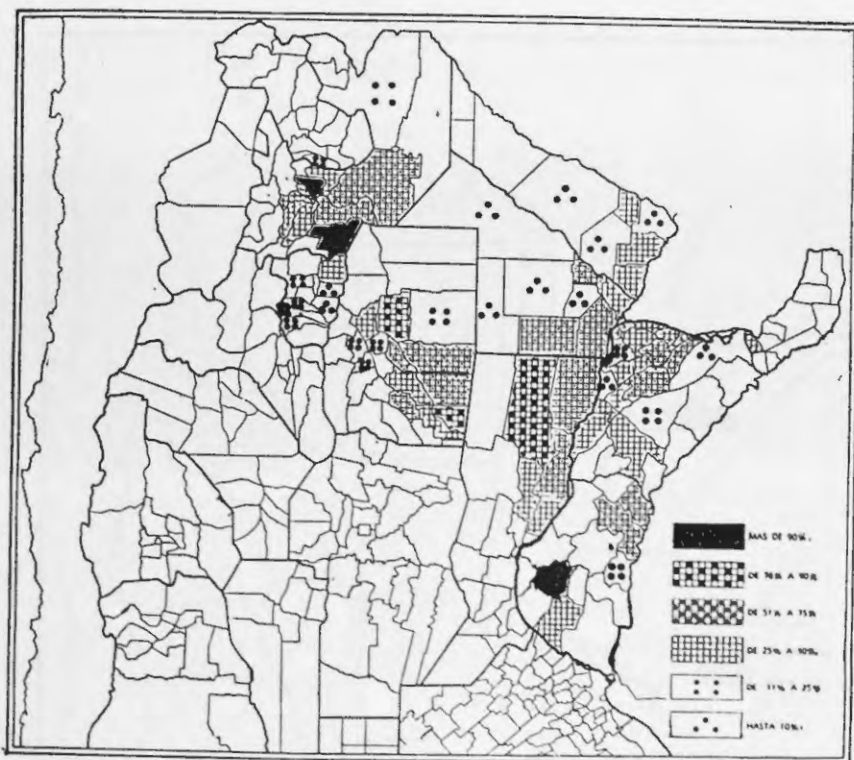 MAS DE 90%
DE 76% A 90%
DE 51% A 75%
DE 25% A 50%
DE 11% A 25%
HASTA 10%